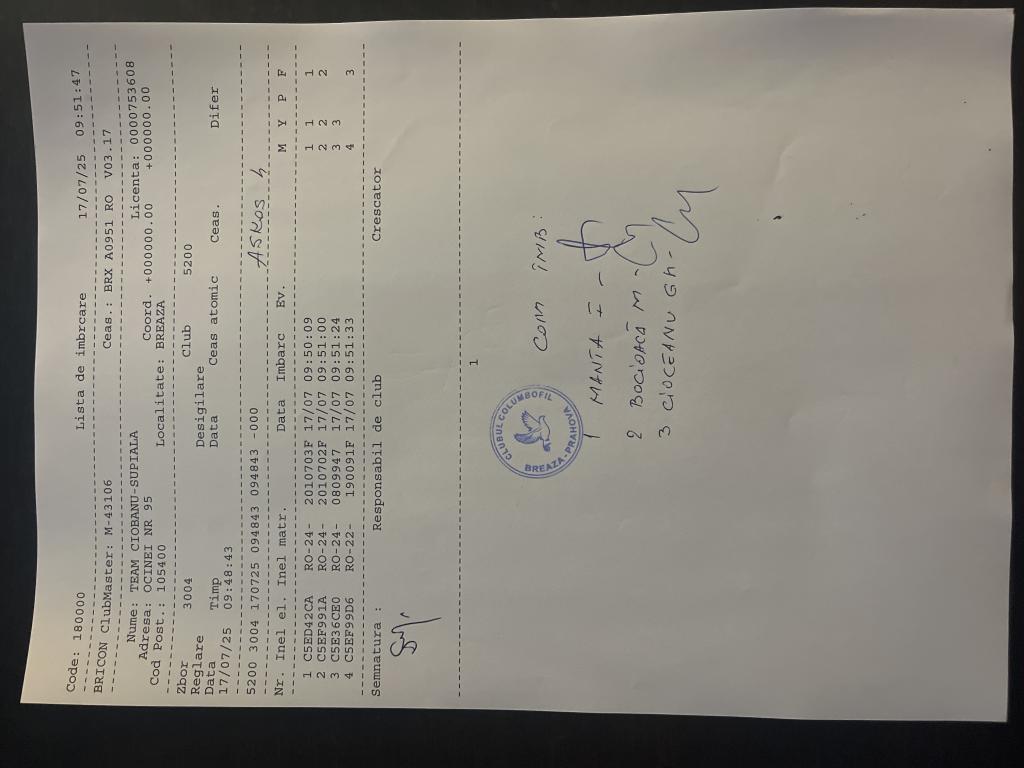 Code: 180000 Lista de imbrcare 17/07/25 09:51:47
BRICON ClubMaster: M-43106 Ceas.: BRX A0951 RO V03.17
Nume: TEAM CIOBANU-SUPIALA Licenta: 0000753608
Adresa: OCINEI NR 95 Coord. +000000.00 +000000.00
Cod Post.: 105400 Localitate: BREAZA
Zbor 3004 Club 5200
Reglare Desigilare
Data Timp Data Ceas atomic Ceas. Difer
17/07/25 09:48:43
5200 3004 170725 094843 094843 -000
Nr. Inel el. Inel matr. Data Imbarc Ev. M Y P F
1 C5ED42CA RO-24- 2010703F 17/07 09:50:09 1 1 1
2 C5EF991A RO-24- 2010702F 17/07 09:51:00 2 2 2
3 C5E36CE0 RO-24- 0809947 17/07 09:51:24 3 3
4 C5EF99D6 RO-22- 190091F 17/07 09:51:33 4 3
Semnatura : Responsabil de club Crescator
1
CLUBUL COLUMBOFIL
BREAZA-PRAHOVA
COM ÎMB:
1 MANTA I -
2 BOCIOACĂ M -
3 CIOCEANU GH -